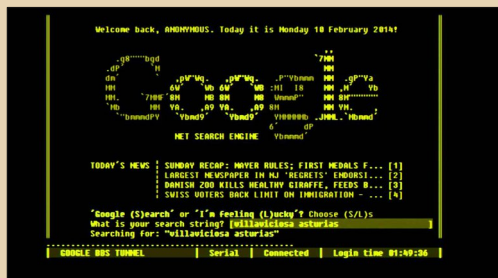 Welcome back, ANONYMOUS. Today it is Monday 10 February 2014!
Google
NET SEARCH ENGINE
TODAY'S NEWS ¦ SUNDAY RECAP: MAYER RULES; FIRST MEDALS F... [1]
¦ LARGEST NEWSPAPER IN NJ 'REGRETS' ENDORSI... [2]
¦ DANISH ZOO KILLS HEALTHY GIRAFFE, FEEDS B... [3]
¦ SWISS VOTERS BACK LIMIT ON IMMIGRATION - ... [4]
'Google (S)earch' or 'I'm feeling (L)ucky'? Choose (S/L)s
What is your search string? [villaviciosa asturias ]
Searching for: "villaviciosa asturias"
GOOGLE BBS TUNNEL | Serial | Connected | Login time 01:49:36